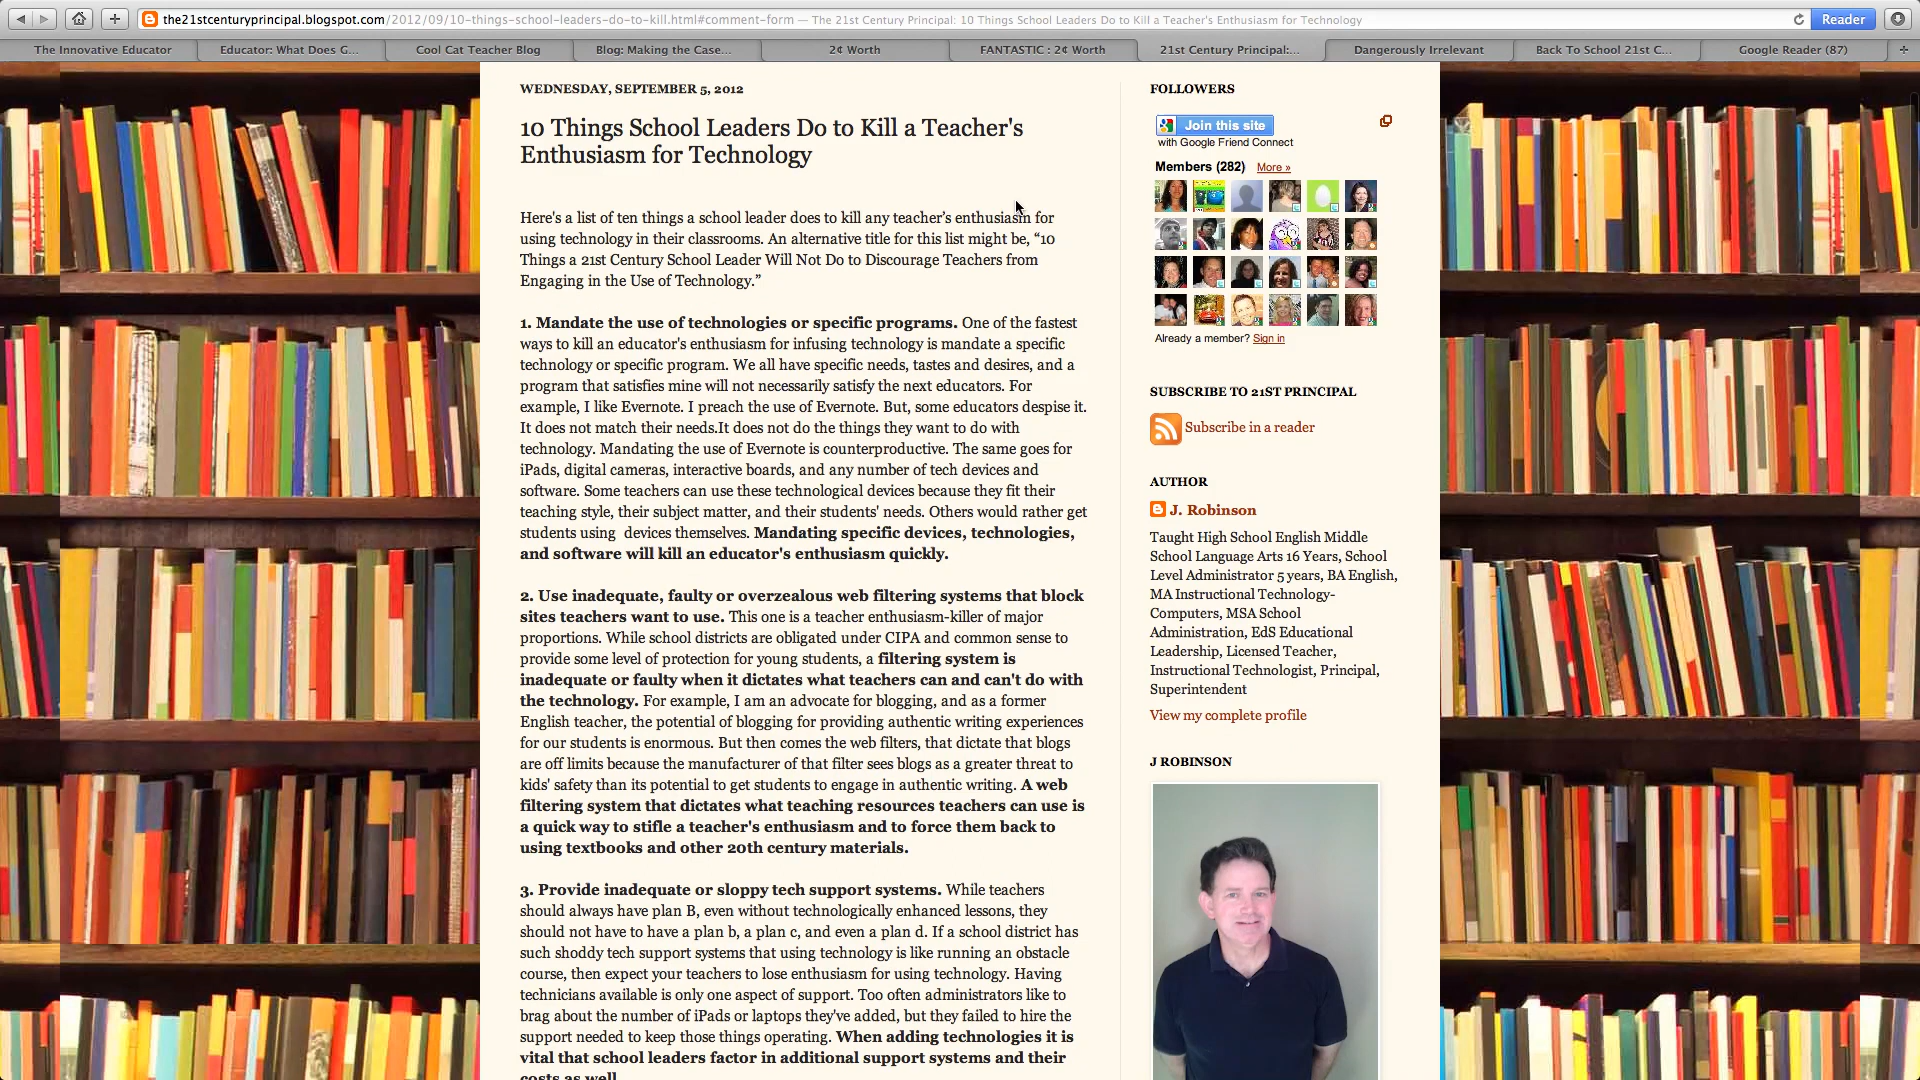 the21stcenturyprincipal.blogspot.com/2012/09/10-things-school-leaders-do-to-kill.html#comment-form — The 21st Century Principal: 10 Things School Leaders Do to Kill a Teacher's Enthusiasm for Technology
Reader
The Innovative Educator
Educator: What Does G...
Cool Cat Teacher Blog
Blog: Making the Case...
2¢ Worth
FANTASTIC : 2¢ Worth
21st Century Principal:...
Dangerously Irrelevant
Back To School 21st C...
Google Reader (87)
WEDNESDAY, SEPTEMBER 5, 2012
10 Things School Leaders Do to Kill a Teacher's
Enthusiasm for Technology
Here's a list of ten things a school leader does to kill any teacher's enthusiasm for
using technology in their classrooms. An alternative title for this list might be, “10
Things a 21st Century School Leader Will Not Do to Discourage Teachers from
Engaging in the Use of Technology.”
1. Mandate the use of technologies or specific programs. One of the fastest
ways to kill an educator's enthusiasm for infusing technology is mandate a specific
technology or specific program. We all have specific needs, tastes and desires, and a
program that satisfies mine will not necessarily satisfy the next educators. For
example, I like Evernote. I preach the use of Evernote. But, some educators despise it.
It does not match their needs.It does not do the things they want to do with
technology. Mandating the use of Evernote is counterproductive. The same goes for
iPads, digital cameras, interactive boards, and any number of tech devices and
software. Some teachers can use these technological devices because they fit their
teaching style, their subject matter, and their students' needs. Others would rather get
students using  devices themselves. Mandating specific devices, technologies,
and software will kill an educator's enthusiasm quickly.
2. Use inadequate, faulty or overzealous web filtering systems that block
sites teachers want to use. This one is a teacher enthusiasm-killer of major
proportions. While school districts are obligated under CIPA and common sense to
provide some level of protection for young students, a filtering system is
inadequate or faulty when it dictates what teachers can and can't do with
the technology. For example, I am an advocate for blogging, and as a former
English teacher, the potential of blogging for providing authentic writing experiences
for our students is enormous. But then comes the web filters, that dictate that blogs
are off limits because the manufacturer of that filter sees blogs as a greater threat to
kids' safety than its potential to get students to engage in authentic writing. A web
filtering system that dictates what teaching resources teachers can use is
a quick way to stifle a teacher's enthusiasm and to force them back to
using textbooks and other 20th century materials.
3. Provide inadequate or sloppy tech support systems. While teachers
should always have plan B, even without technologically enhanced lessons, they
should not have to have a plan b, a plan c, and even a plan d. If a school district has
such shoddy tech support systems that using technology is like running an obstacle
course, then expect your teachers to lose enthusiasm for using technology. Having
technicians available is only one aspect of support. Too often administrators like to
brag about the number of iPads or laptops they've added, but they failed to hire the
support needed to keep those things operating. When adding technologies it is
vital that school leaders factor in additional support systems and their
costs as well.
FOLLOWERS
Join this site
with Google Friend Connect
Members (282) More »
Already a member? Sign in
SUBSCRIBE TO 21ST PRINCIPAL
Subscribe in a reader
AUTHOR
J. Robinson
Taught High School English Middle
School Language Arts 16 Years, School
Level Administrator 5 years, BA English,
MA Instructional Technology-
Computers, MSA School
Administration, EdS Educational
Leadership, Licensed Teacher,
Instructional Technologist, Principal,
Superintendent
View my complete profile
J ROBINSON